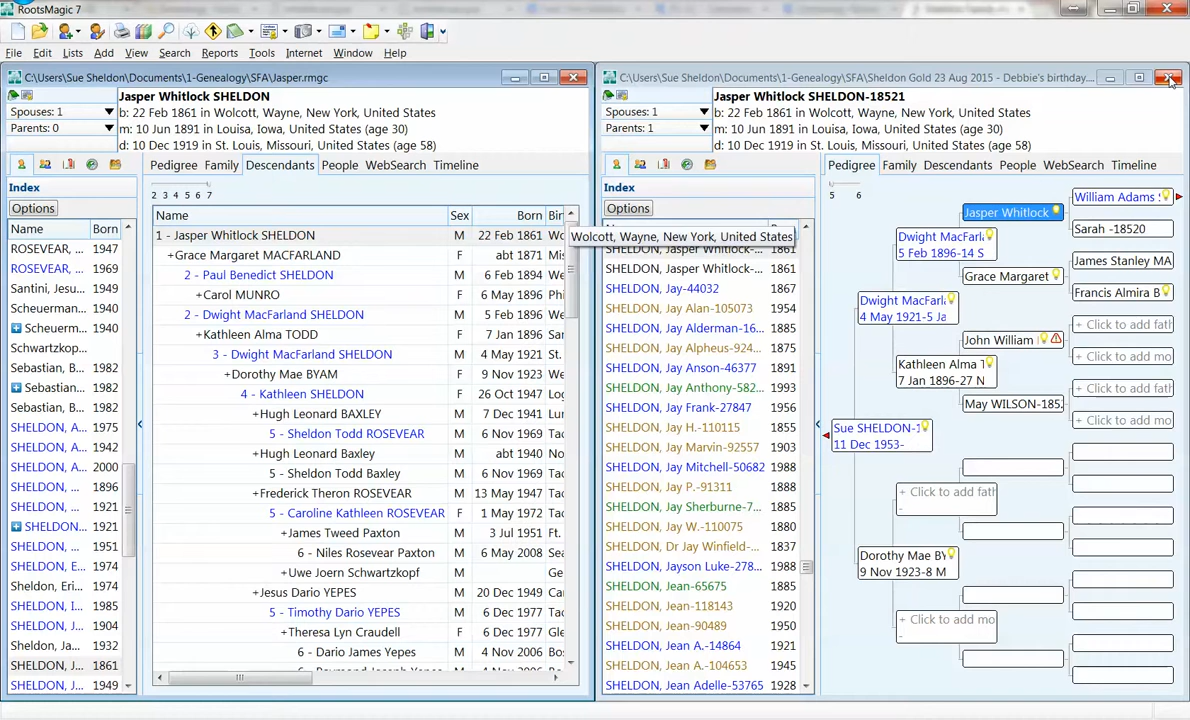 RootsMagic 7
File Edit Lists Add View Search Reports Tools Internet Window Help
C:\Users\Sue Sheldon\Documents\1-Genealogy\SFA\Jasper.rmgc
Jasper Whitlock SHELDON
Spouses: 1
b: 22 Feb 1861 in Wolcott, Wayne, New York, United States
Parents: 0
m: 10 Jun 1891 in Louisa, Iowa, United States (age 30)
d: 10 Dec 1919 in St. Louis, Missouri, United States (age 58)
Pedigree Family Descendants People WebSearch Timeline
Index
Options
Name Born
ROSEVEAR, ... 1947
ROSEVEAR, ... 1969
Santini, Jesu... 1949
Scheuerman... 1940
Scheuerm... 1940
Schwartzkop...
Sebastian, B... 1982
Sebastian,... 1982
Sebastian, B... 1982
SHELDON, A... 1975
SHELDON, A... 1942
SHELDON, A... 2000
SHELDON, ... 1896
SHELDON, ... 1921
SHELDON... 1921
SHELDON, ... 1951
SHELDON, ... 1974
Sheldon, Eri... 1974
SHELDON, E... 1985
SHELDON, ... 1904
Sheldon, Ja... 1932
SHELDON, J... 1861
SHELDON, J... 1949
2 3 4 5 6 7
Name Sex Born Bir
1 - Jasper Whitlock SHELDON M 22 Feb 1861 Wo
+Grace Margaret MACFARLAND F abt 1871 Mis
2 - Paul Benedict SHELDON M 6 Feb 1894 Lou
+Carol MUNRO F 6 May 1896 Phi
2 - Dwight MacFarland SHELDON M 5 Feb 1896 St.
+Kathleen Alma TODD F 7 Jan 1896 Kan
3 - Dwight MacFarland SHELDON M 4 May 1921 St.
+Dorothy Mae BYAM F 9 Nov 1923
4 - Kathleen SHELDON F 26 Oct 1947 Lo
+Hugh Leonard BAXLEY M 7 Dec 1941 Lur
5 - Sheldon Todd ROSEVEAR M 6 Nov 1969 Tac
+Hugh Leonard Baxley M abt 1940 No
5 - Sheldon Todd Baxley M 6 Nov 1969 Tac
+Frederick Theron ROSEVEAR M 13 May 1947 Tac
5 - Caroline Kathleen ROSEVEAR F 1 May 1972 Tac
+James Tweed Paxton M 3 Jul 1951 Ft.
6 - Niles Rosevear Paxton M 6 May 2008 Sea
+Uwe Joern Schwartzkopf M
+Jesus Dario YEPES M 20 Dec 1949 Car
5 - Timothy Dario YEPES M 6 Dec 1977 Mo
+Theresa Lyn Craudell F 6 Dec 1977 Gle
6 - Dario James Yepes M 4 Nov 2006
Wolcott, Wayne, New York, United States
C:\Users\Sue Sheldon\Documents\1-Genealogy\SFA\Sheldon Gold 23 Aug 2015 - Debbie's birthday....
Jasper Whitlock SHELDON-18521
Spouses: 1
b: 22 Feb 1861 in Wolcott, Wayne, New York, United States
Parents: 1
m: 10 Jun 1891 in Louisa, Iowa, United States (age 30)
d: 10 Dec 1919 in St. Louis, Missouri, United States (age 58)
Pedigree Family Descendants People WebSearch Timeline
Index
Options
SHELDON, Jasper Whitlock-... 1861
SHELDON, Jay-44032 1867
SHELDON, Jay Alan-105073 1954
SHELDON, Jay Alderman-16... 1885
SHELDON, Jay Alpheus-924... 1875
SHELDON, Jay Anson-46377 1891
SHELDON, Jay Anthony-582... 1993
SHELDON, Jay Frank-27847 1956
SHELDON, Jay H.-110115 1855
SHELDON, Jay Marvin-92557 1903
SHELDON, Jay Mitchell-50682 1988
SHELDON, Jay P.-91311 1888
SHELDON, Jay Sherburne-7... 1855
SHELDON, Jay W.-110075 1880
SHELDON, Dr Jay Winfield-... 1837
SHELDON, Jayson Luke-278... 1988
SHELDON, Jean-65675 1885
SHELDON, Jean-118143 1920
SHELDON, Jean-90489 1950
SHELDON, Jean A.-14864 1921
SHELDON, Jean A.-104653 1945
SHELDON, Jean Adelle-53765 1928
5 6
William Adams
Jasper Whitlock
Sarah -18520
Dwight MacFarl
5 Feb 1896-14 S
James Stanley MA
Grace Margaret
Francis Almira B
Dwight MacFarl
4 May 1921-5 Ja
+ Click to add fath
John William
+ Click to add mo
Kathleen Alma T
7 Jan 1896-27 N
+ Click to add fath
May WILSON-185
+ Click to add mo
Sue SHELDON-1
11 Dec 1953-
+ Click to add fath
-
Dorothy Mae BY
9 Nov 1923-8 M
+ Click to add mo
-